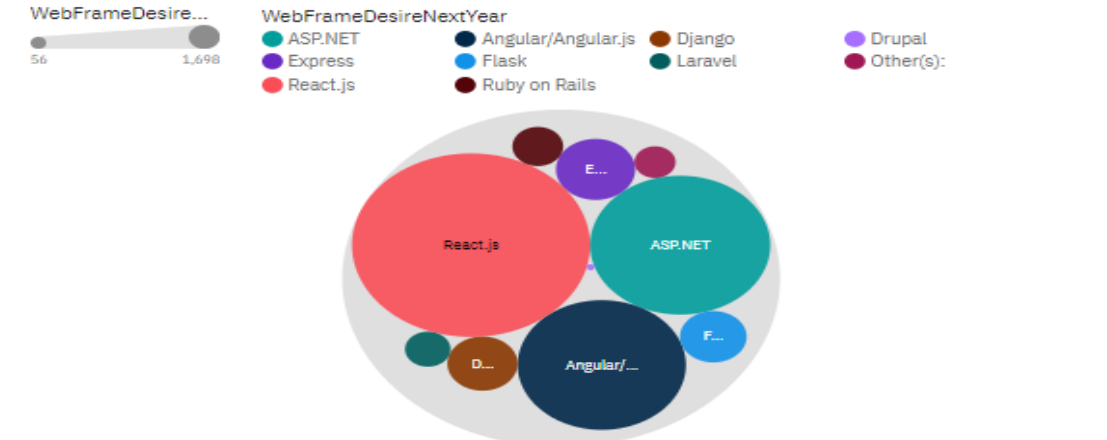 WebFrameDesire...
56 1,698
WebFrameDesireNextYear
ASP.NET Angular/Angular.js Django Drupal
Express Flask Laravel Other(s):
React.js Ruby on Rails
E...
React.js ASP.NET
F...
D... Angular/...